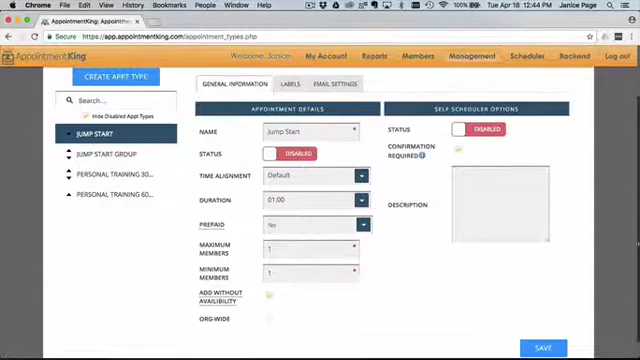 Chrome File Edit View History Bookmarks People Window Help 100% Tue Apr 18 12:44 PM Janice Page
AppointmentKing - Appointmen
Secure https://app.appointmentking.com/appointment_types.php
AppointmentKing Welcome, Janice My Account Reports Members Management Scheduler Backend Log out
CREATE APPT TYPE
Search...
Hide Disabled Appt Types
JUMP START
JUMP START GROUP
PERSONAL TRAINING 30...
PERSONAL TRAINING 60...
GENERAL INFORMATION LABELS EMAIL SETTINGS
APPOINTMENT DETAILS
NAME Jump Start *
STATUS DISABLED
TIME ALIGNMENT Default
DURATION 01:00
PREPAID No
MAXIMUM
MEMBERS 1 *
MINIMUM
MEMBERS 1 *
ADD WITHOUT
AVAILIBILITY
ORG-WIDE
SELF SCHEDULER OPTIONS
STATUS DISABLED
CONFIRMATION
REQUIRED
DESCRIPTION
SAVE